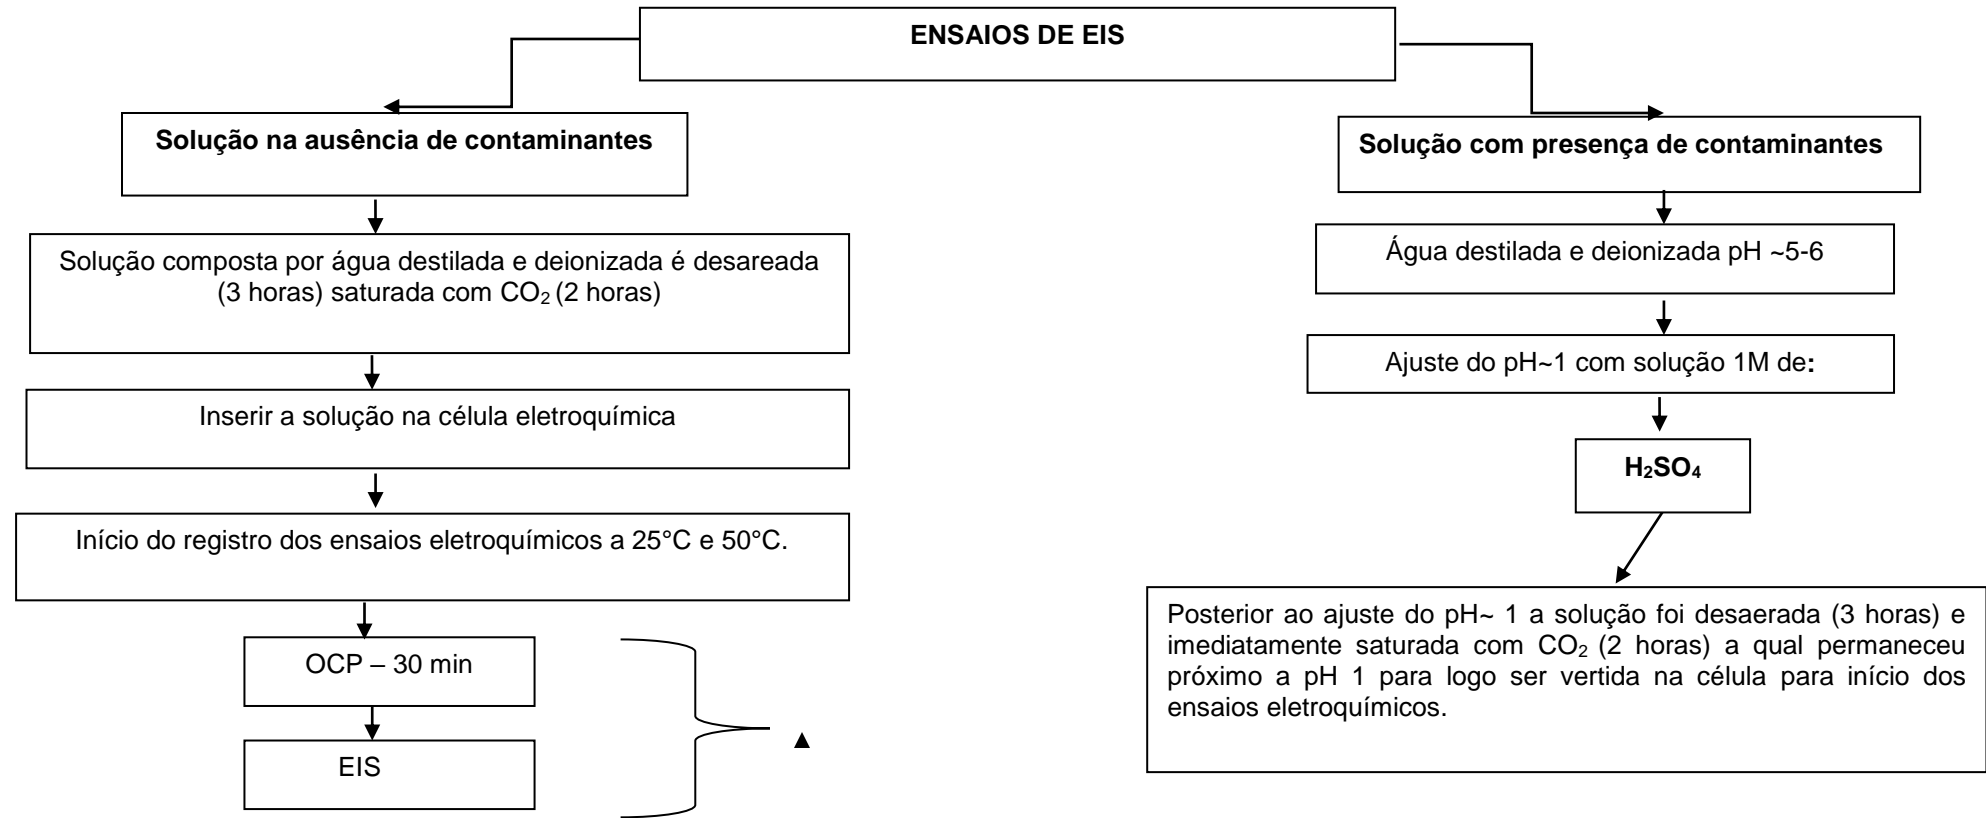 ENSAIOS DE EIS
Solução na ausência de contaminantes
Solução composta por água destilada e deionizada é desareada
(3 horas) saturada com CO₂ (2 horas)
Inserir a solução na célula eletroquímica
Início do registro dos ensaios eletroquímicos a 25°C e 50°C.
OCP – 30 min
EIS
▲
Solução com presença de contaminantes
Água destilada e deionizada pH ~5-6
Ajuste do pH~1 com solução 1M de:
H₂SO₄
Posterior ao ajuste do pH~ 1 a solução foi desaerada (3 horas) e
imediatamente saturada com CO₂ (2 horas) a qual permaneceu
próximo a pH 1 para logo ser vertida na célula para início dos
ensaios eletroquímicos.